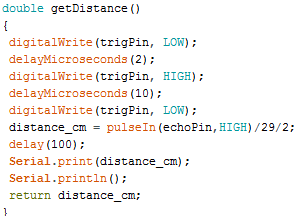 double getDistance()
{
digitalWrite(trigPin, LOW);
delayMicroseconds(2);
digitalWrite(trigPin, HIGH);
delayMicroseconds(10);
digitalWrite(trigPin, LOW);
distance_cm = pulseIn(echoPin,HIGH)/29/2;
delay(100);
Serial.print(distance_cm);
Serial.println();
return distance_cm;
}